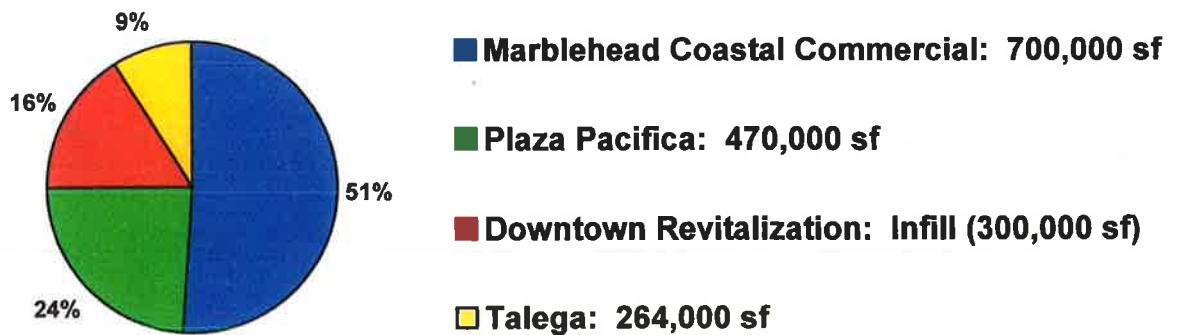 9%
16%
51%
24%
Marblehead Coastal Commercial: 700,000 sf
Plaza Pacifica: 470,000 sf
Downtown Revitalization: Infill (300,000 sf)
Talega: 264,000 sf